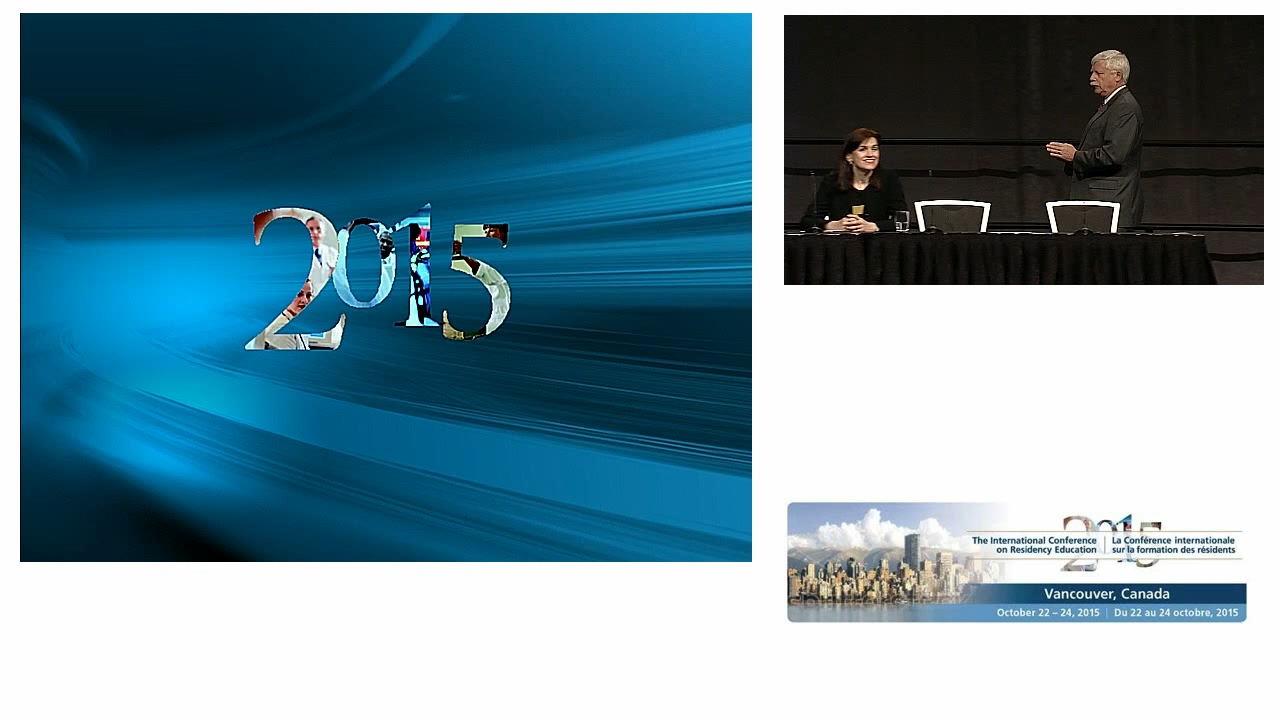 2015
2015
The International Conference
on Residency Education
La Conférence internationale
sur la formation des résidents
Vancouver, Canada
October 22 – 24, 2015 | Du 22 au 24 octobre, 2015